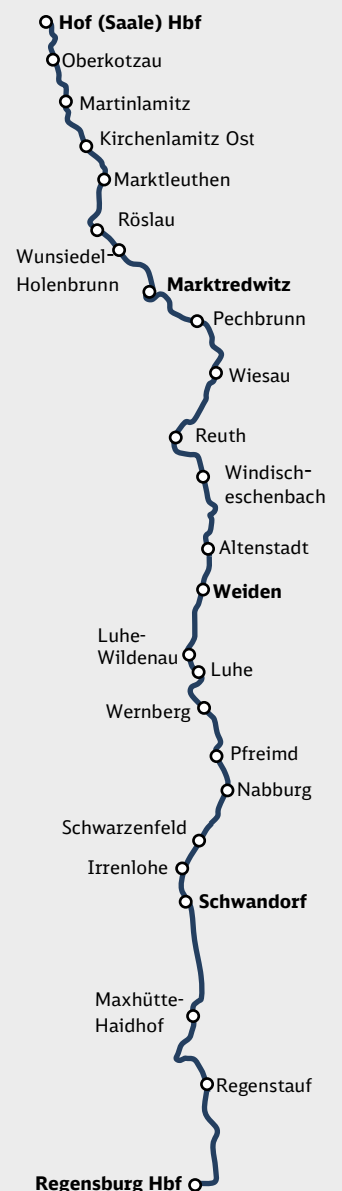 Hof (Saale) Hbf
Oberkotzau
Martinlamitz
Kirchenlamitz Ost
Marktleuthen
Röslau
Wunsiedel-
Holenbrunn
Marktredwitz
Pechbrunn
Wiesau
Reuth
Windisch-
eschenbach
Altenstadt
Weiden
Luhe-
Wildenau
Luhe
Wernberg
Pfreimd
Nabburg
Schwarzenfeld
Irrenlohe
Schwandorf
Maxhütte-
Haidhof
Regenstauf
Regensburg Hbf